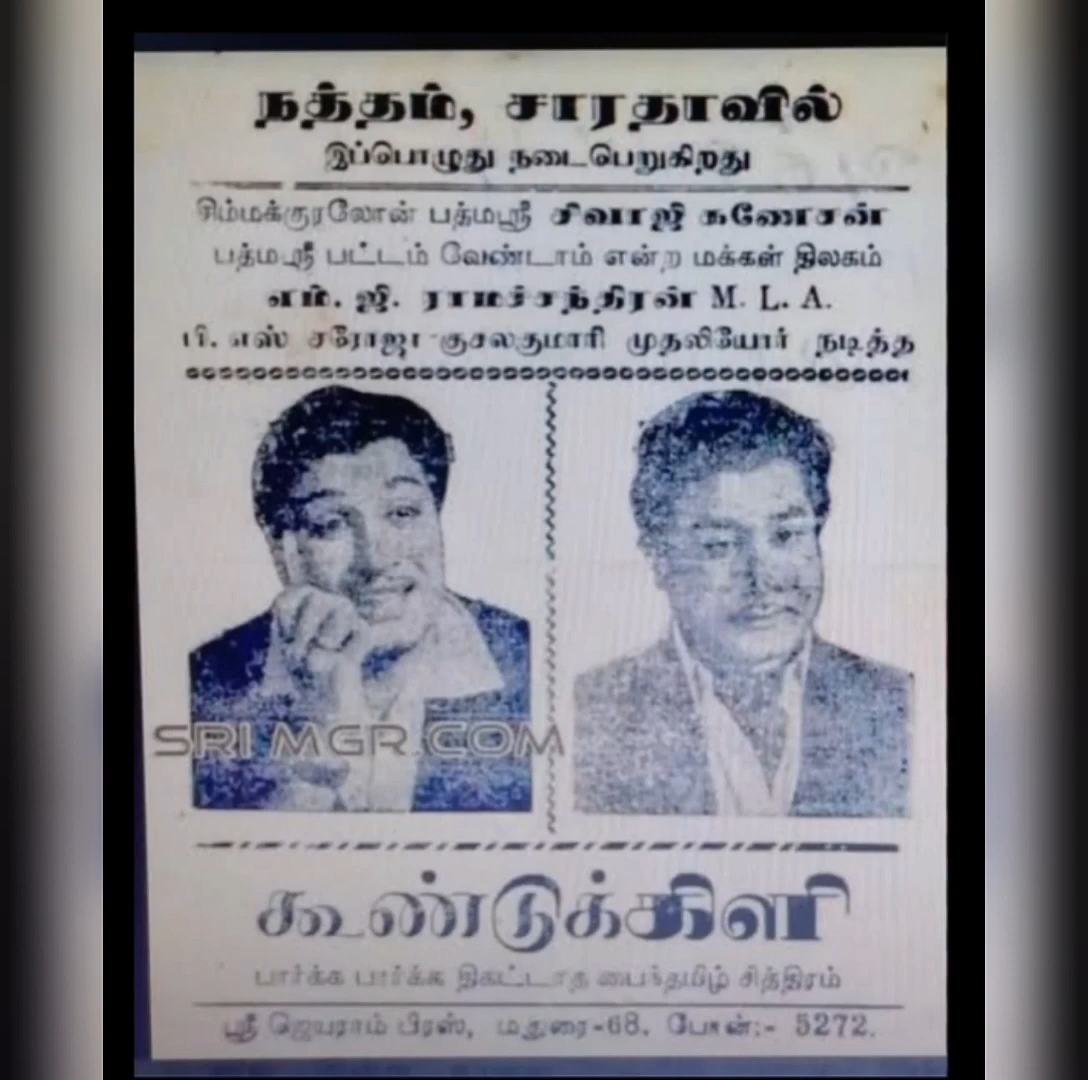 நத்தம், சாரதாவில்
இப்பொழுது நடைபெறுகிறது
சிம்மக்குரலோன் பத்மஸ்ரீ சிவாஜி கணேசன்
பத்மஸ்ரீ பட்டம் வேண்டாம் என்ற மக்கள் திலகம்
எம். ஜி. ராமச்சந்திரன் M. L. A.
பி. எஸ் சரோஜா குசலகுமாரி முதலியோர் நடித்த
SRI MGR.COM
கூண்டுக்கிளி
பார்க்க பார்க்க திகட்டாத பைந்தமிழ் சித்திரம்
ஸ்ரீ ஜெயராம் பிரஸ், மதுரை-68. போன்:- 5272.